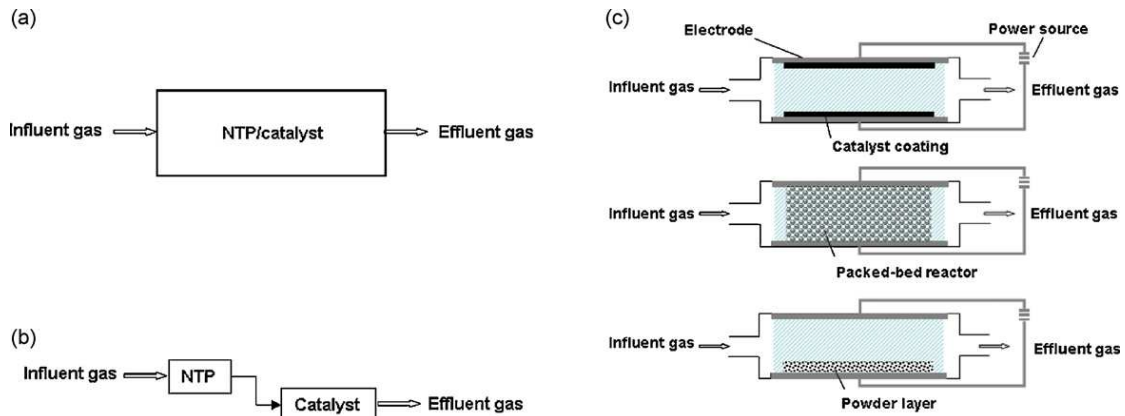 (a)
Influent gas
NTP/catalyst
Effluent gas
(b)
Influent gas
NTP
Catalyst
Effluent gas
(c)
Electrode
Power source
Influent gas
Effluent gas
Catalyst coating
Influent gas
Effluent gas
Packed-bed reactor
Influent gas
Effluent gas
Powder layer